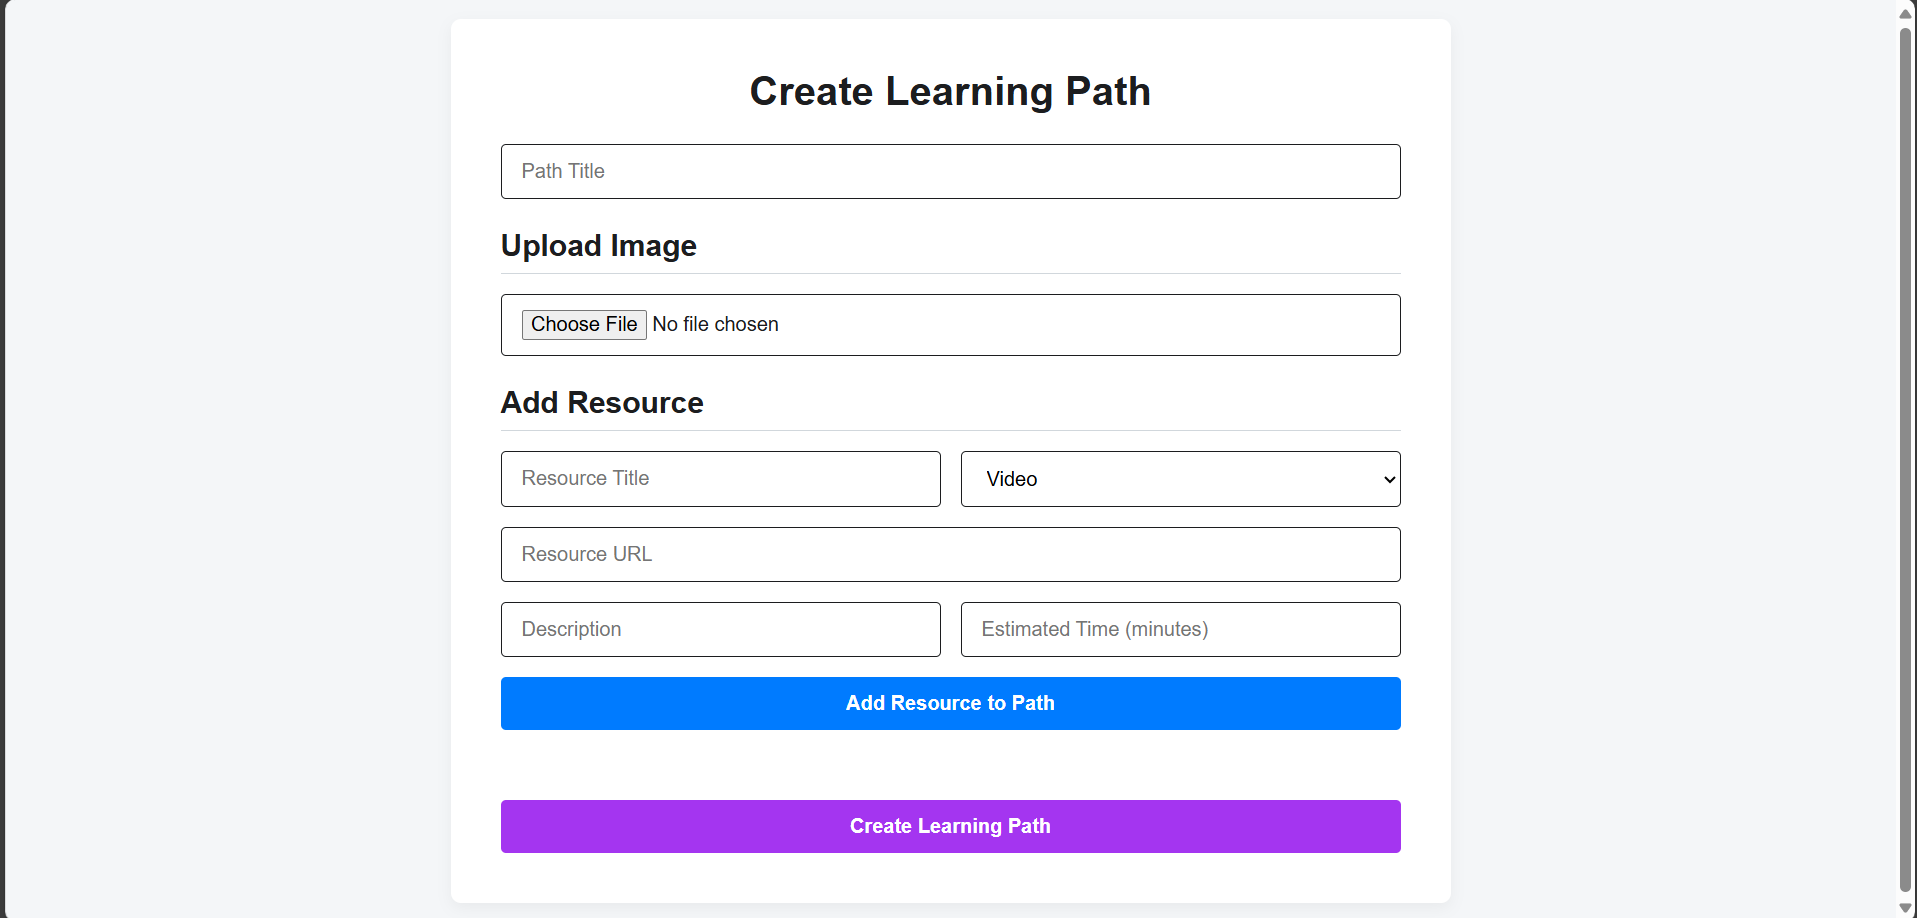 Create Learning Path
Path Title
Upload Image
Choose File No file chosen
Add Resource
Resource Title
Video
Resource URL
Description
Estimated Time (minutes)
Add Resource to Path
Create Learning Path